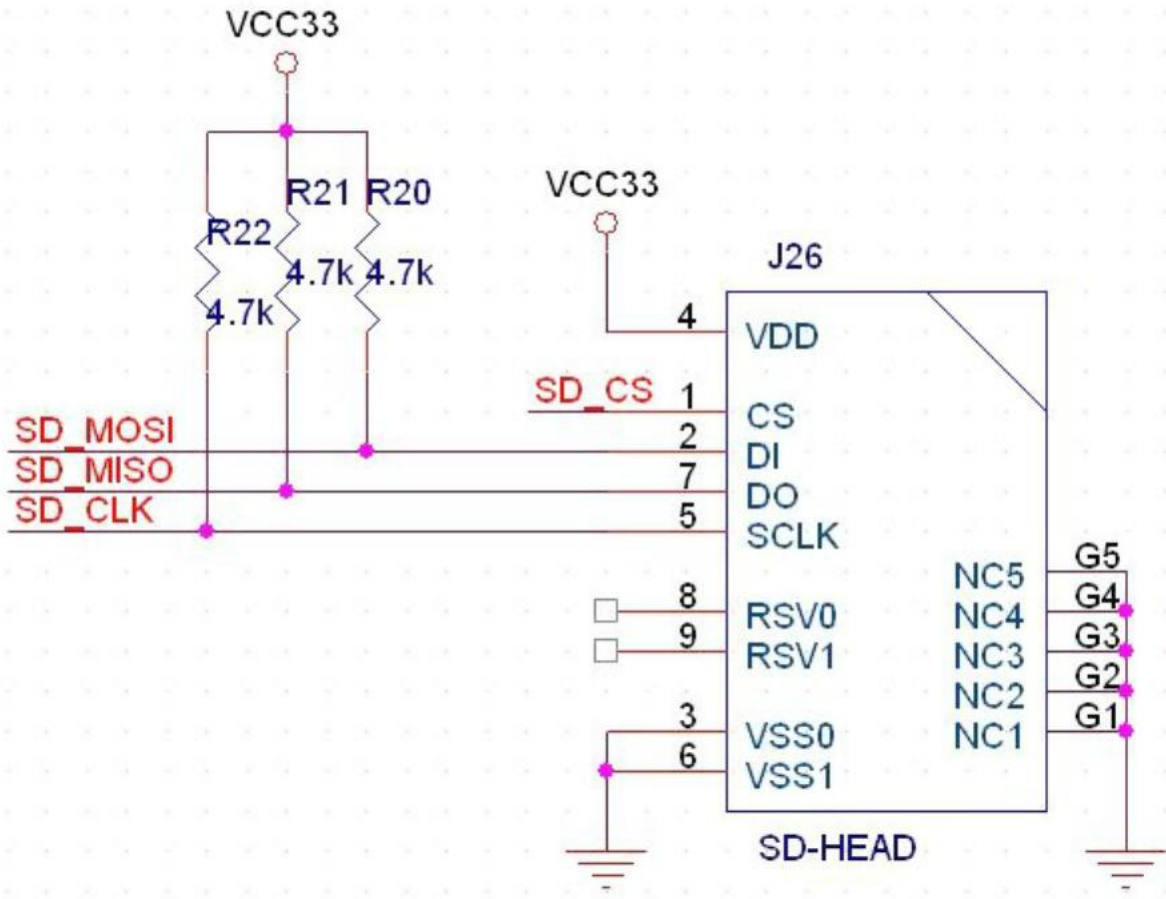 VCC33
R21 R20
R22
4.7k 4.7k
4.7k
VCC33
J26
4 VDD
SD_CS 1 CS
SD_MOSI 2 DI
SD_MISO 7 DO
SD_CLK 5 SCLK
NC5 G5
8 RSV0 NC4 G4
9 RSV1 NC3 G3
NC2 G2
3 VSS0 NC1 G1
6 VSS1
SD-HEAD